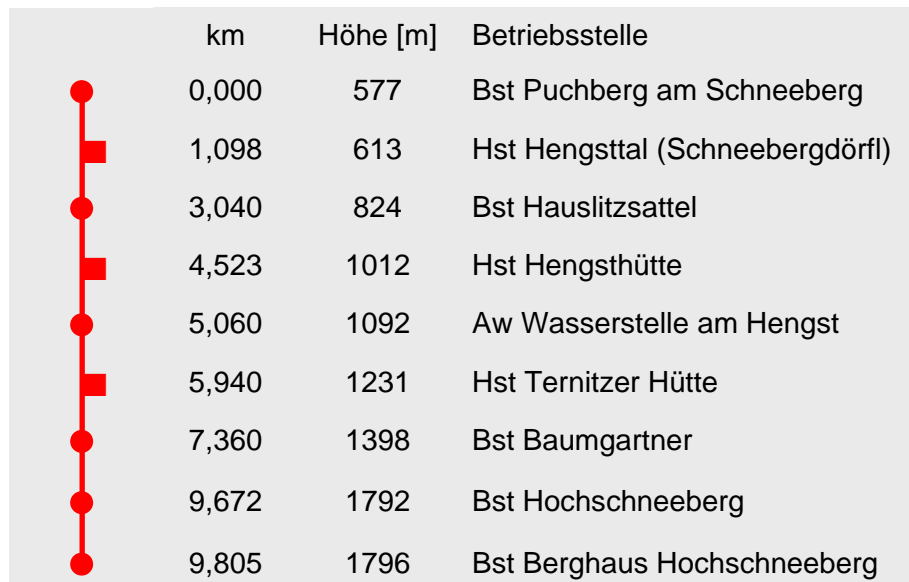 km Höhe [m] Betriebsstelle
0,000 577 Bst Puchberg am Schneeberg
1,098 613 Hst Hengsttal (Schneebergdörfl)
3,040 824 Bst Hauslitzsattel
4,523 1012 Hst Hengsthütte
5,060 1092 Aw Wasserstelle am Hengst
5,940 1231 Hst Ternitzer Hütte
7,360 1398 Bst Baumgartner
9,672 1792 Bst Hochschneeberg
9,805 1796 Bst Berghaus Hochschneeberg